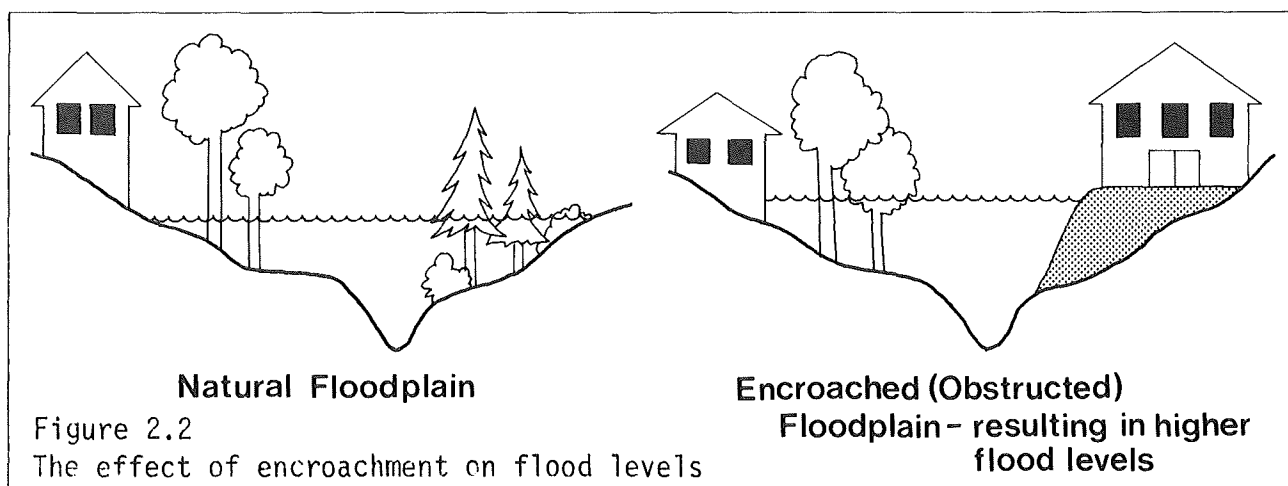 Natural Floodplain
Encroached (Obstructed)
Floodplain - resulting in higher
flood levels
Figure 2.2
The effect of encroachment on flood levels